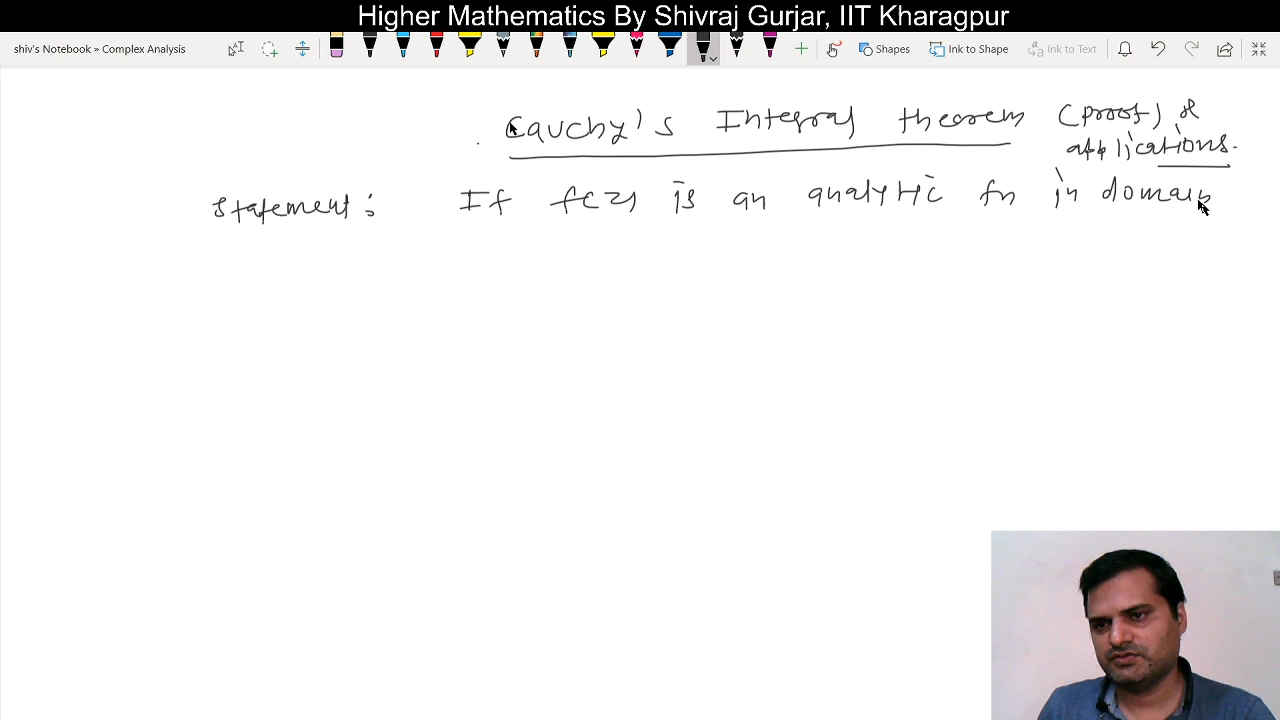 Higher Mathematics By Shivraj Gurjar, IIT Kharagpur
shiv's Notebook » Complex Analysis
Shapes
Ink to Shape
Ink to Text
Cauchy's Integral theorem (proof) &
applications.
Statement: If f(z) is an analytic fn in domain